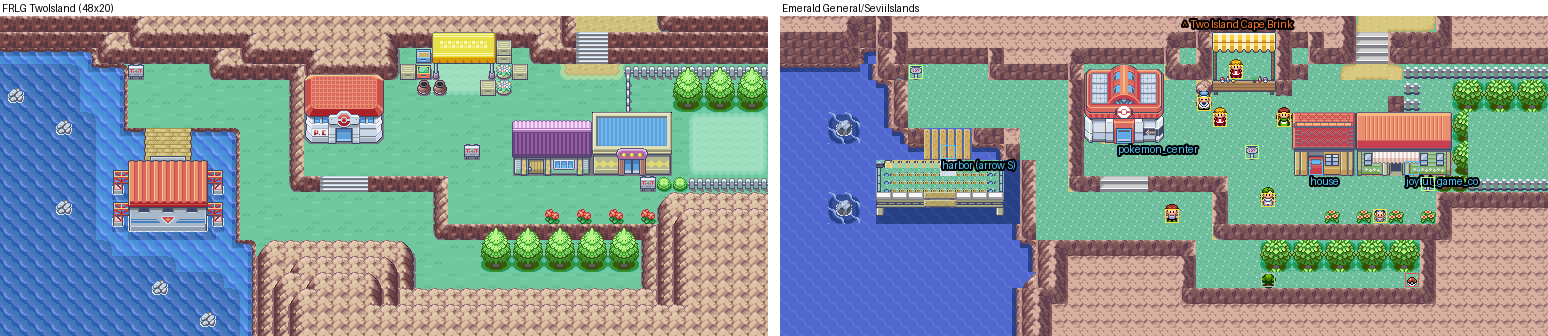 FRLG TwoIsland (48x20)
Emerald General/SeviiIslands
Two Island Cape Brink
P.C
harbor (arrow S)
pokemon_center
house
joyful_game_co